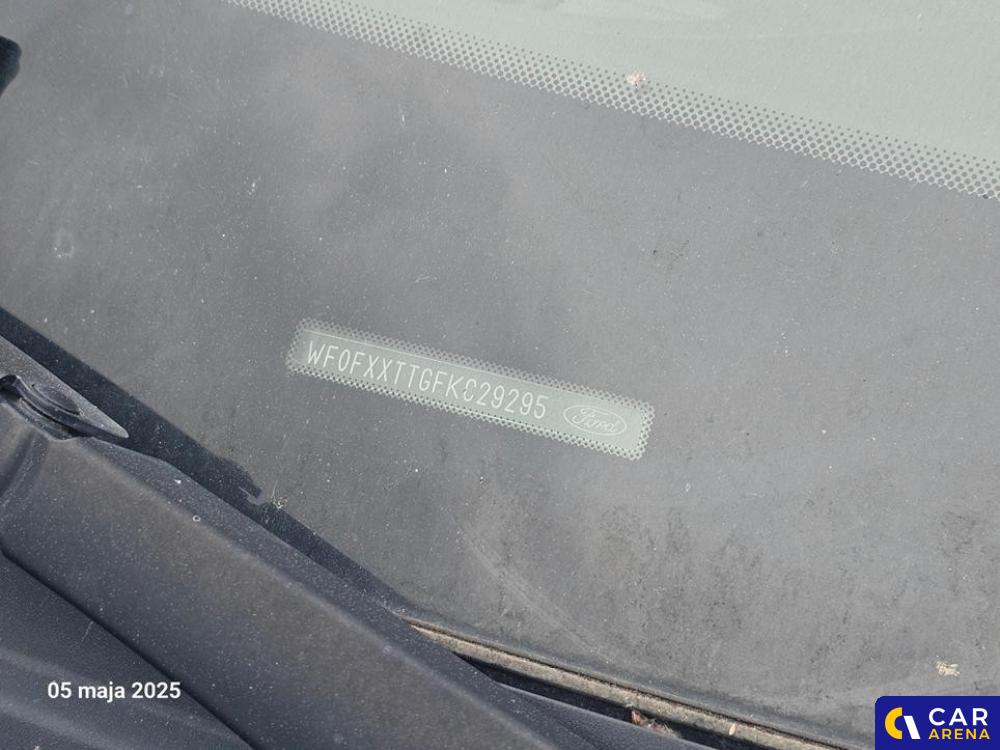 WF0FXXTTGFKC29295 Ford
05 maja 2025
CAR
ARENA